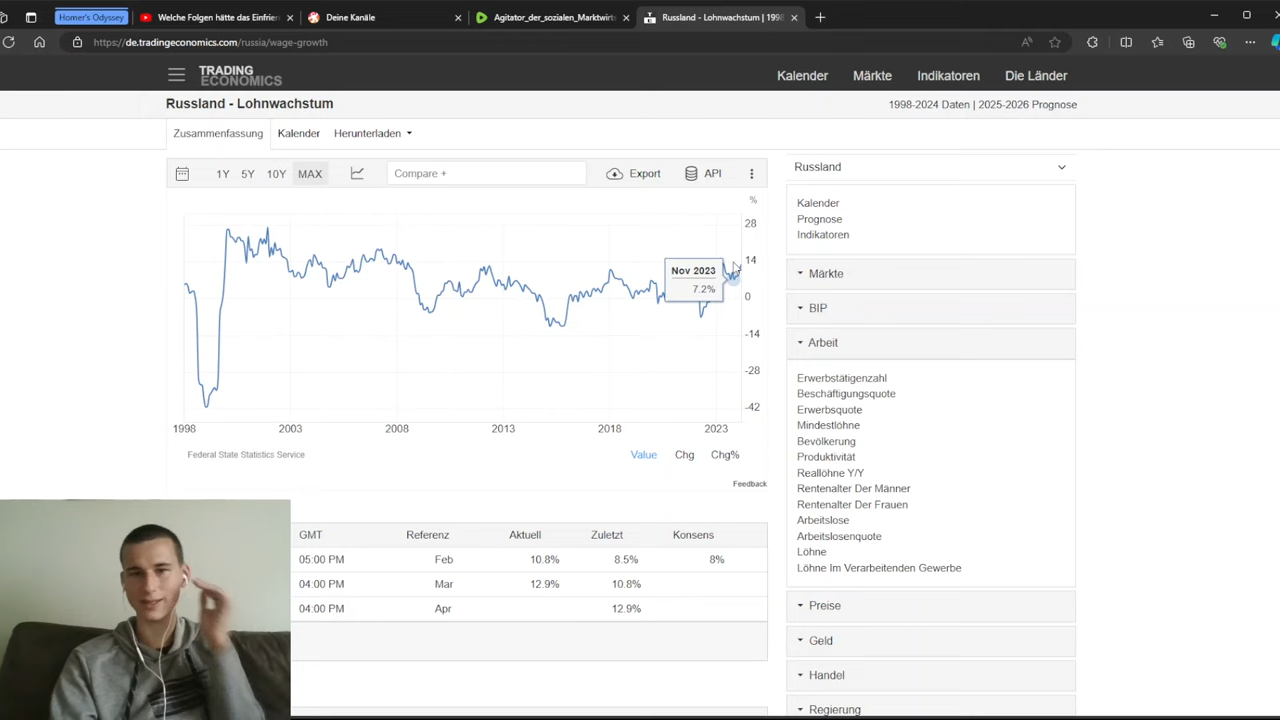 Homer's Odyssey
Welche Folgen hätte das Einfrier
Deine Kanäle
Agitator_der_sozialen_Marktwirt
Russland - Lohnwachstum | 1998
https://de.tradingeconomics.com/russia/wage-growth
TRADING
ECONOMICS
Kalender Märkte Indikatoren Die Länder
Russland - Lohnwachstum
1998-2024 Daten | 2025-2026 Prognose
Zusammenfassung Kalender Herunterladen
1Y 5Y 10Y MAX Compare + Export API
%
28
14
0
-14
-28
-42
Nov 2023
7.2%
1998 2003 2008 2013 2018 2023
Federal State Statistics Service
Value Chg Chg%
Feedback
GMT Referenz Aktuell Zuletzt Konsens
05:00 PM Feb 10.8% 8.5% 8%
04:00 PM Mar 12.9% 10.8%
04:00 PM Apr 12.9%
Russland
Kalender
Prognose
Indikatoren
Märkte
BIP
Arbeit
Erwerbstätigenzahl
Beschäftigungsquote
Erwerbsquote
Mindestlöhne
Bevölkerung
Produktivität
Reallöhne Y/Y
Rentenalter Der Männer
Rentenalter Der Frauen
Arbeitslose
Arbeitslosenquote
Löhne
Löhne Im Verarbeitenden Gewerbe
Preise
Geld
Handel
Regierung